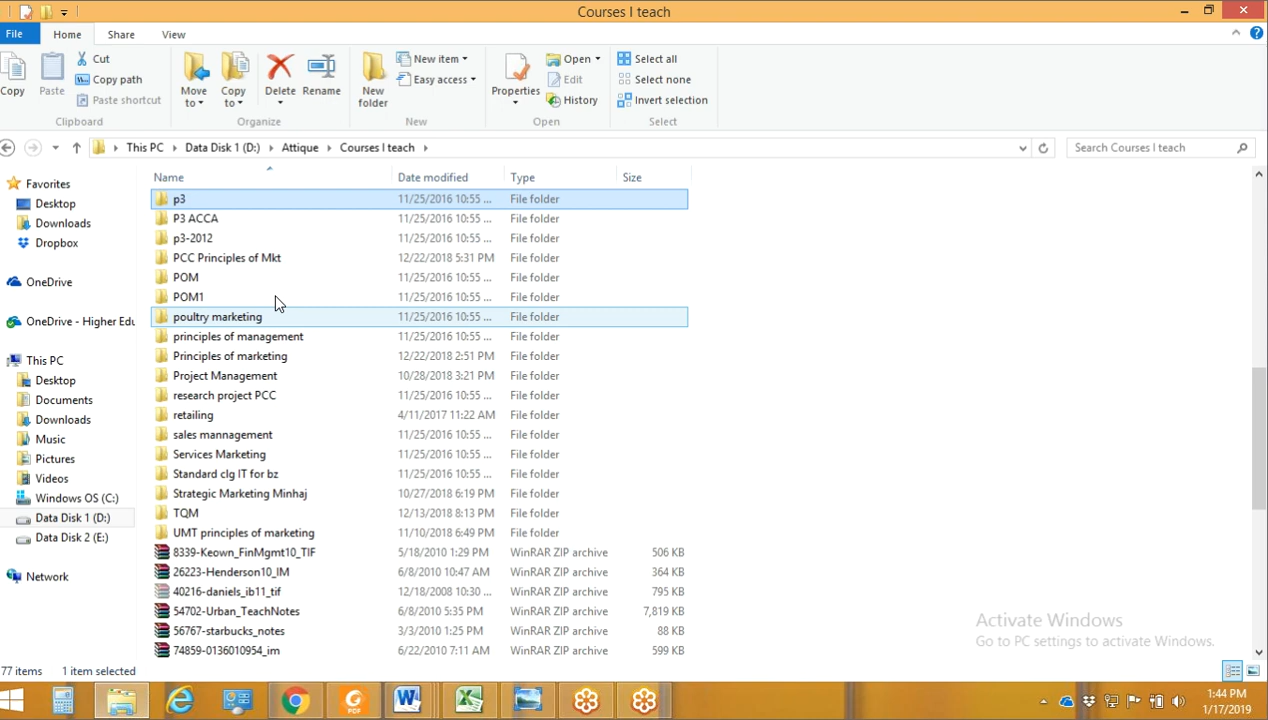 Courses I teach
File Home Share View
Copy
Paste
Cut
Copy path
Paste shortcut
Clipboard
Move to
Copy to
Delete
Rename
Organize
New folder
New item
Easy access
New
Properties
Open
Edit
History
Open
Select all
Select none
Invert selection
Select
This PC Data Disk 1 (D:) Attique Courses I teach
Search Courses I teach
Favorites
Desktop
Downloads
Dropbox
OneDrive
OneDrive - Higher Edu
This PC
Desktop
Documents
Downloads
Music
Pictures
Videos
Windows OS (C:)
Data Disk 1 (D:)
Data Disk 2 (E:)
Network
Name Date modified Type Size
p3 11/25/2016 10:55 ... File folder
P3 ACCA 11/25/2016 10:55 ... File folder
p3-2012 11/25/2016 10:55 ... File folder
PCC Principles of Mkt 12/22/2018 5:31 PM File folder
POM 11/25/2016 10:55 ... File folder
POM1 11/25/2016 10:55 ... File folder
poultry marketing 11/25/2016 10:55 ... File folder
principles of management 11/25/2016 10:55 ... File folder
Principles of marketing 12/22/2018 2:51 PM File folder
Project Management 10/28/2018 3:21 PM File folder
research project PCC 11/25/2016 10:55 ... File folder
retailing 4/11/2017 11:22 AM File folder
sales mannagement 11/25/2016 10:55 ... File folder
Services Marketing 11/25/2016 10:55 ... File folder
Standard clg IT for bz 11/25/2016 10:55 ... File folder
Strategic Marketing Minhaj 10/27/2018 6:19 PM File folder
TQM 12/13/2018 8:13 PM File folder
UMT principles of marketing 11/10/2018 6:49 PM File folder
8339-Keown_FinMgmt10_TIF 5/18/2010 1:29 PM WinRAR ZIP archive 506 KB
26223-Henderson10_IM 6/8/2010 10:47 AM WinRAR ZIP archive 364 KB
40216-daniels_ib11_tif 12/18/2008 10:30 ... WinRAR ZIP archive 795 KB
54702-Urban_TeachNotes 6/8/2010 5:35 PM WinRAR ZIP archive 7,819 KB
56767-starbucks_notes 3/3/2010 1:25 PM WinRAR ZIP archive 88 KB
74859-0136010954_im 6/22/2010 7:11 AM WinRAR ZIP archive 599 KB
Activate Windows
Go to PC settings to activate Windows.
77 items 1 item selected
PDF
1:44 PM
1/17/2019